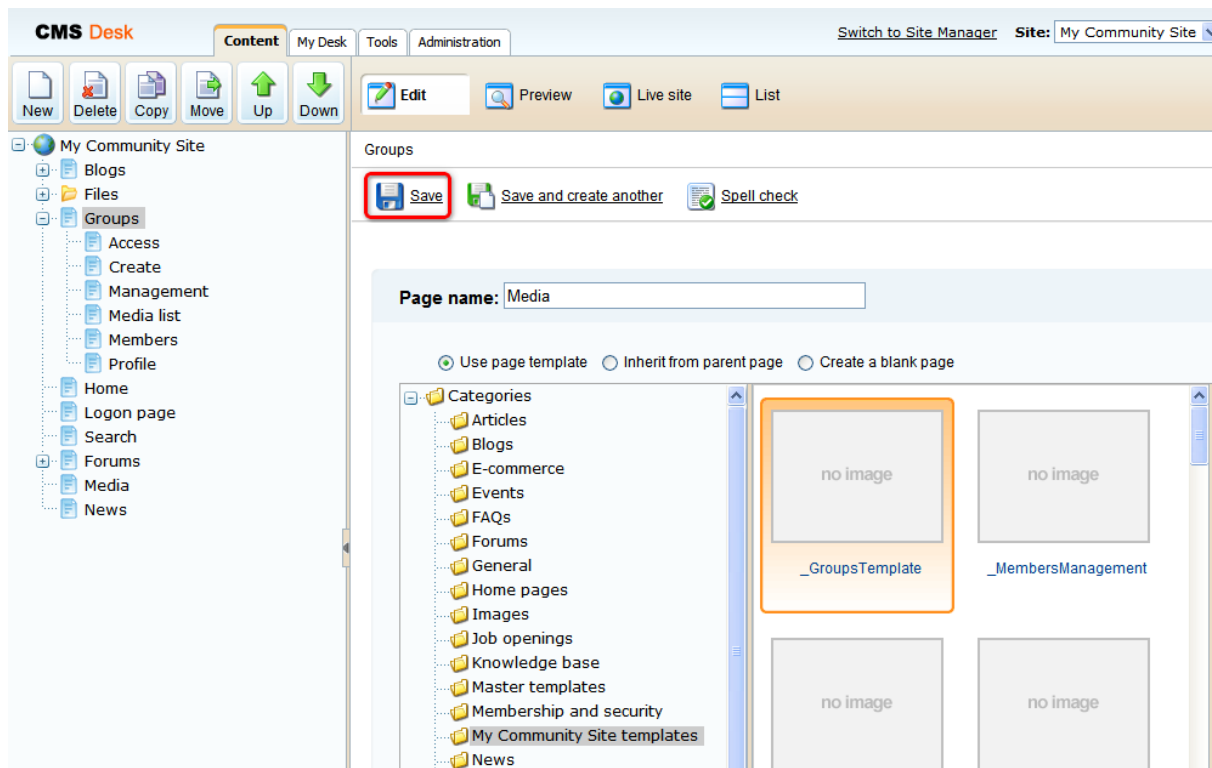 CMS Desk
Content
My Desk
Tools
Administration
Switch to Site Manager
Site: My Community Site
New
Delete
Copy
Move
Up
Down
Edit
Preview
Live site
List
My Community Site
Blogs
Files
Groups
Access
Create
Management
Media list
Members
Profile
Home
Logon page
Search
Forums
Media
News
Groups
Save
Save and create another
Spell check
Page name: Media
Use page template
Inherit from parent page
Create a blank page
Categories
Articles
Blogs
E-commerce
Events
FAQs
Forums
General
Home pages
Images
Job openings
Knowledge base
Master templates
Membership and security
My Community Site templates
News
no image
no image
_GroupsTemplate
_MembersManagement
no image
no image